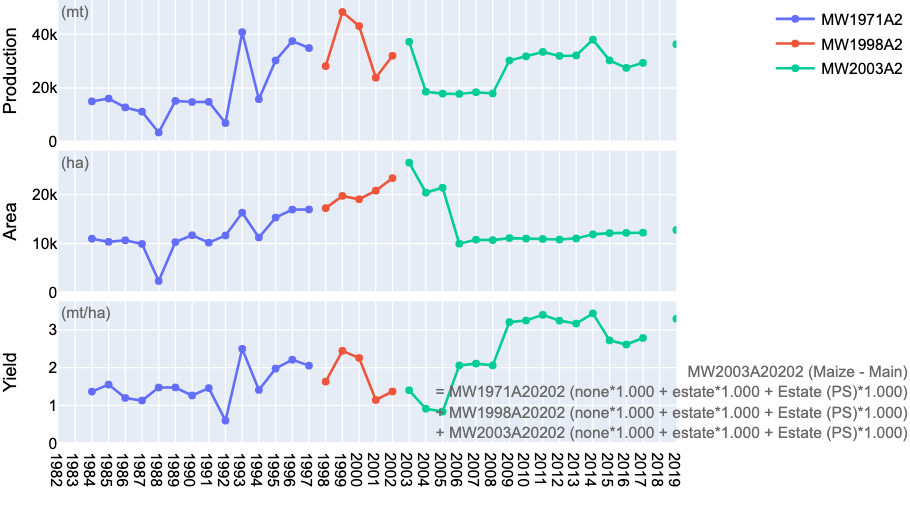 (mt)
Production
40k
20k
0
MW1971A2
MW1998A2
MW2003A2
(ha)
Area
20k
10k
0
(mt/ha)
Yield
3
2
1
0
MW2003A20202 (Maize - Main)
= MW1971A20202 (none*1.000 + estate*1.000 + Estate (PS)*1.000)
+ MW1998A20202 (none*1.000 + estate*1.000 + Estate (PS)*1.000)
+ MW2003A20202 (none*1.000 + estate*1.000 + Estate (PS)*1.000)
1982
1984
1985
1986
1987
1988
1989
1990
1991
1992
1993
1994
1995
1996
1997
1998
1999
2000
2001
2002
2003
2004
2005
2006
2007
2008
2009
2010
2011
2012
2013
2014
2015
2016
2017
2018
2019